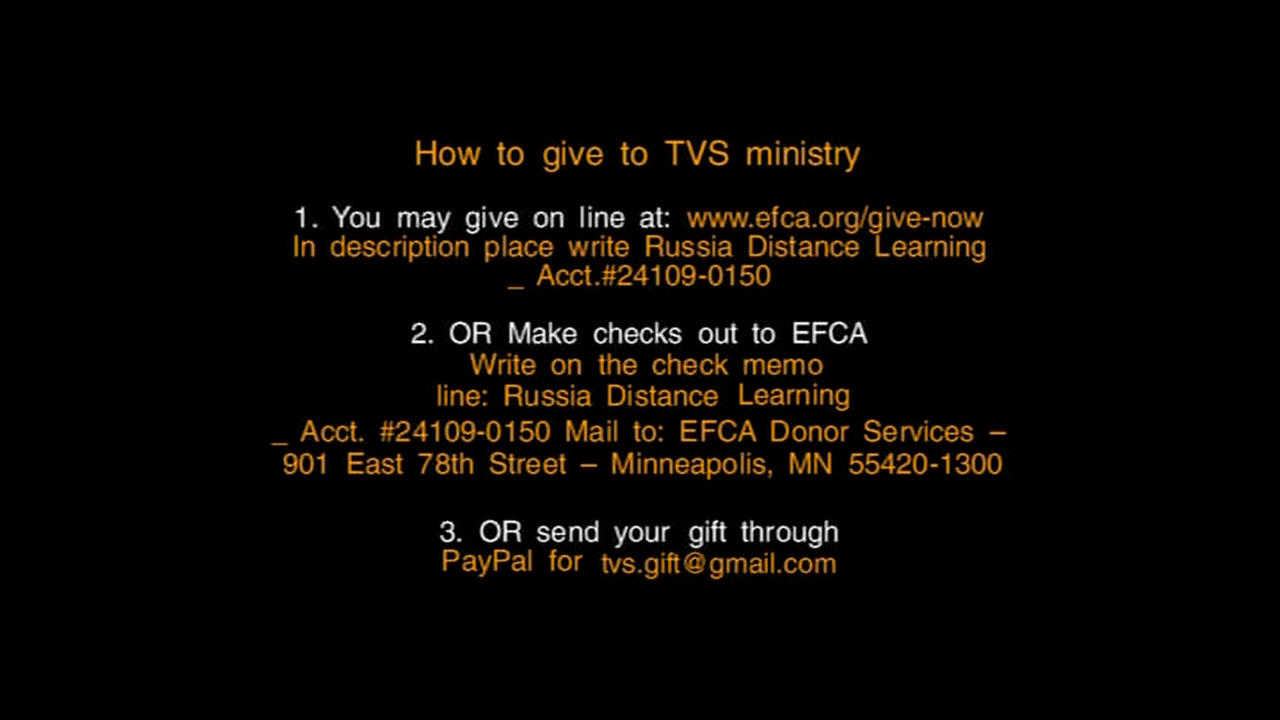 How to give to TVS ministry
1. You may give on line at: www.efca.org/give-now
In description place write Russia Distance Learning
_ Acct.#24109-0150
2. OR Make checks out to EFCA
Write on the check memo
line: Russia Distance Learning
_ Acct. #24109-0150 Mail to: EFCA Donor Services –
901 East 78th Street – Minneapolis, MN 55420-1300
3. OR send your gift through
PayPal for tvs.gift@gmail.com